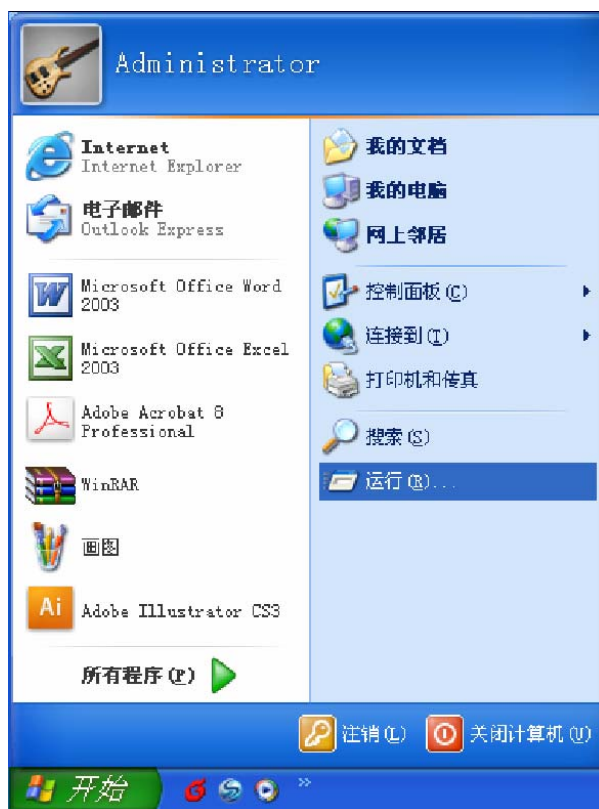 Administrator
Internet
Internet Explorer
电子邮件
Outlook Express
Microsoft Office Word
2003
Microsoft Office Excel
2003
Adobe Acrobat 8
Professional
WinRAR
画图
Ai
Adobe Illustrator CS3
所有程序(P)
我的文档
我的电脑
网上邻居
控制面板(C)
连接到(T)
打印机和传真
搜索(S)
运行(R)...
注销(L)
关闭计算机(U)
开始